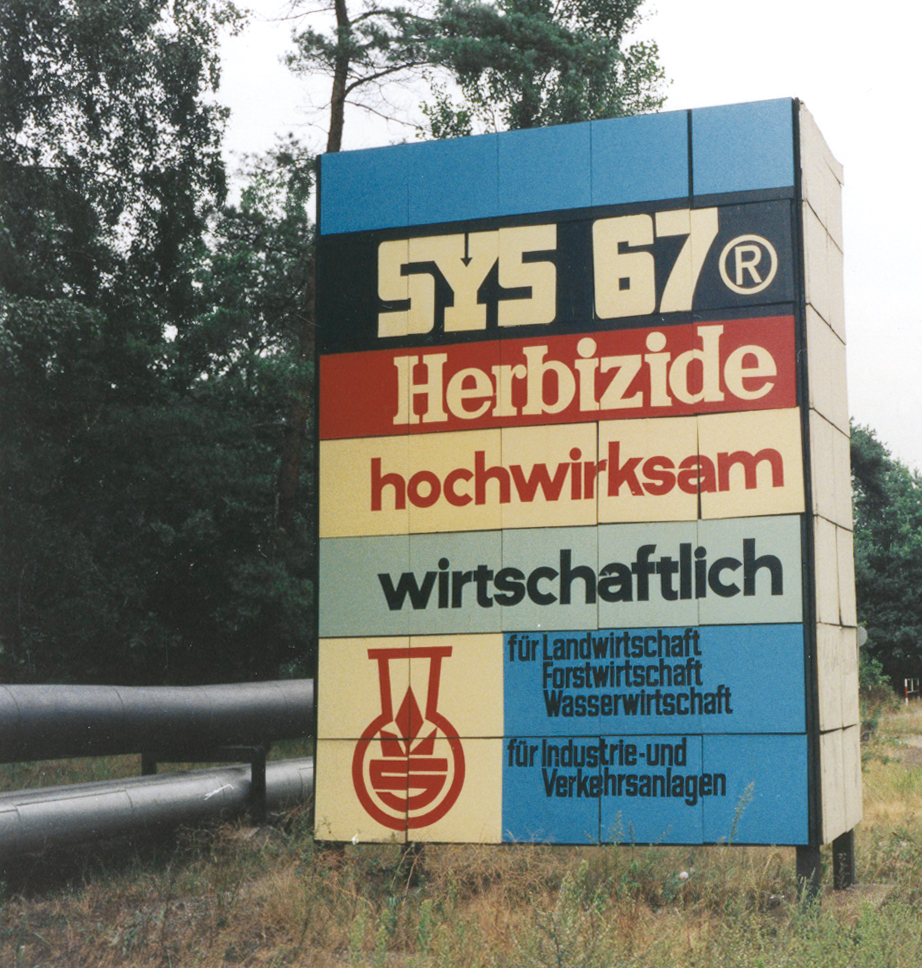 SYS 67 ®
Herbizide
hochwirksam
wirtschaftlich
für Landwirtschaft
Forstwirtschaft
Wasserwirtschaft
für Industrie-und
Verkehrsanlagen